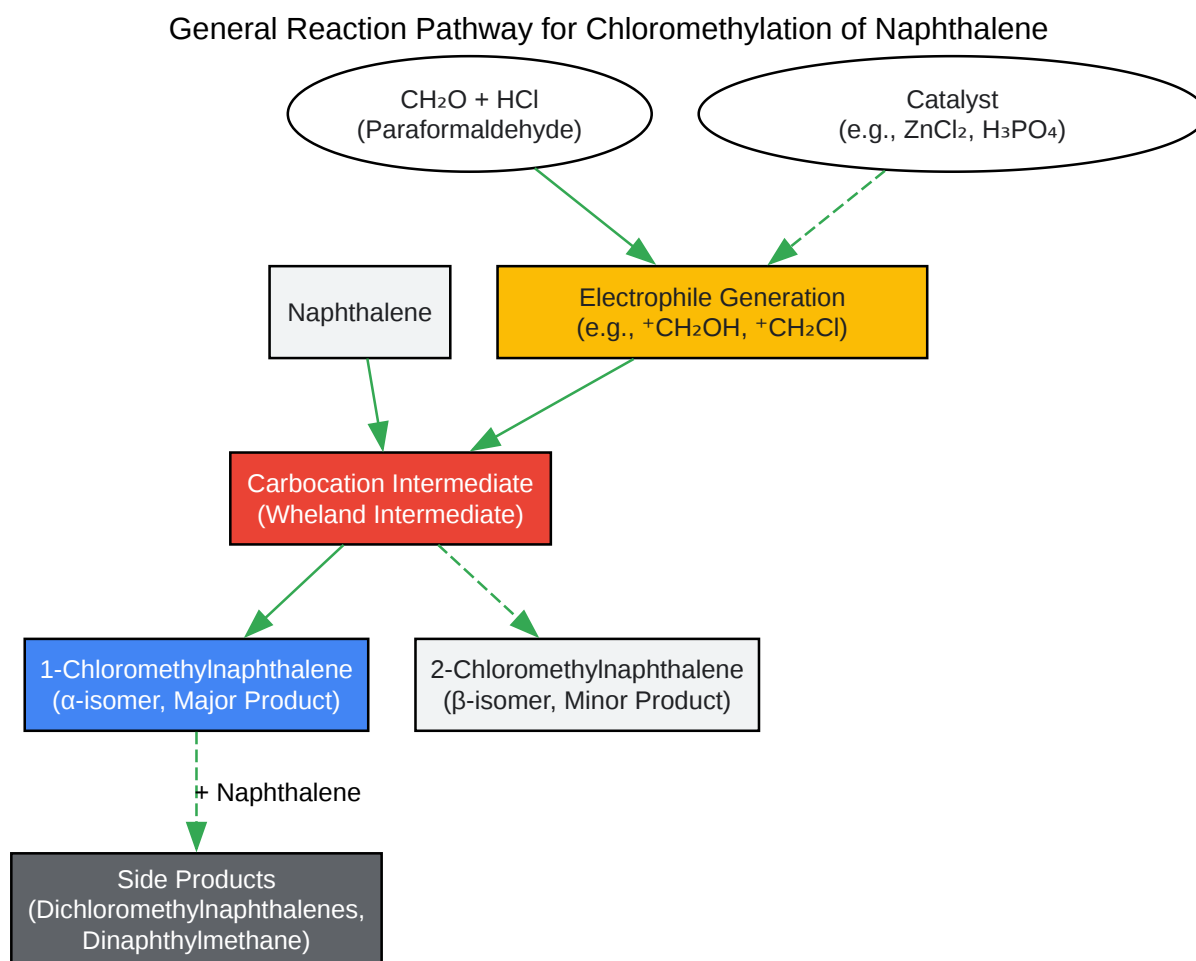 General Reaction Pathway for Chloromethylation of Naphthalene
CH₂O + HCl
(Paraformaldehyde)
Catalyst
(e.g., ZnCl₂, H₃PO₄)
Naphthalene
Electrophile Generation
(e.g., ⁺CH₂OH, ⁺CH₂Cl)
Carbocation Intermediate
(Wheland Intermediate)
1-Chloromethylnaphthalene
(α-isomer, Major Product)
2-Chloromethylnaphthalene
(β-isomer, Minor Product)
+ Naphthalene
Side Products
(Dichloromethylnaphthalenes,
Dinaphthylmethane)